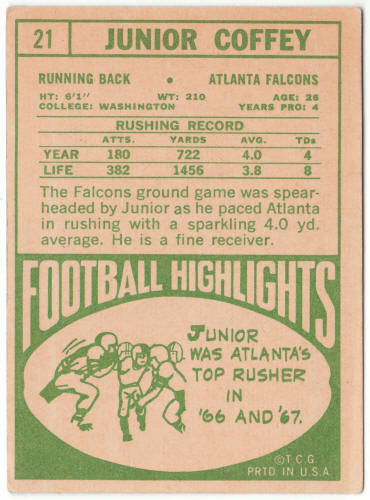 21 JUNIOR COFFEY
RUNNING BACK • ATLANTA FALCONS
HT: 6'1" WT: 210 AGE: 26
COLLEGE: WASHINGTON YEARS PRO: 4
RUSHING RECORD
ATTS. YARDS AVG. TDs
YEAR 180 722 4.0 4
LIFE 382 1456 3.8 8
The Falcons ground game was spear-
headed by Junior as he paced Atlanta
in rushing with a sparkling 4.0 yd.
average. He is a fine receiver.
FOOTBALL HIGHLIGHTS
JUNIOR
WAS ATLANTA'S
TOP RUSHER
IN
'66 AND '67.
© T.C.G.
PRTD. IN U.S.A.